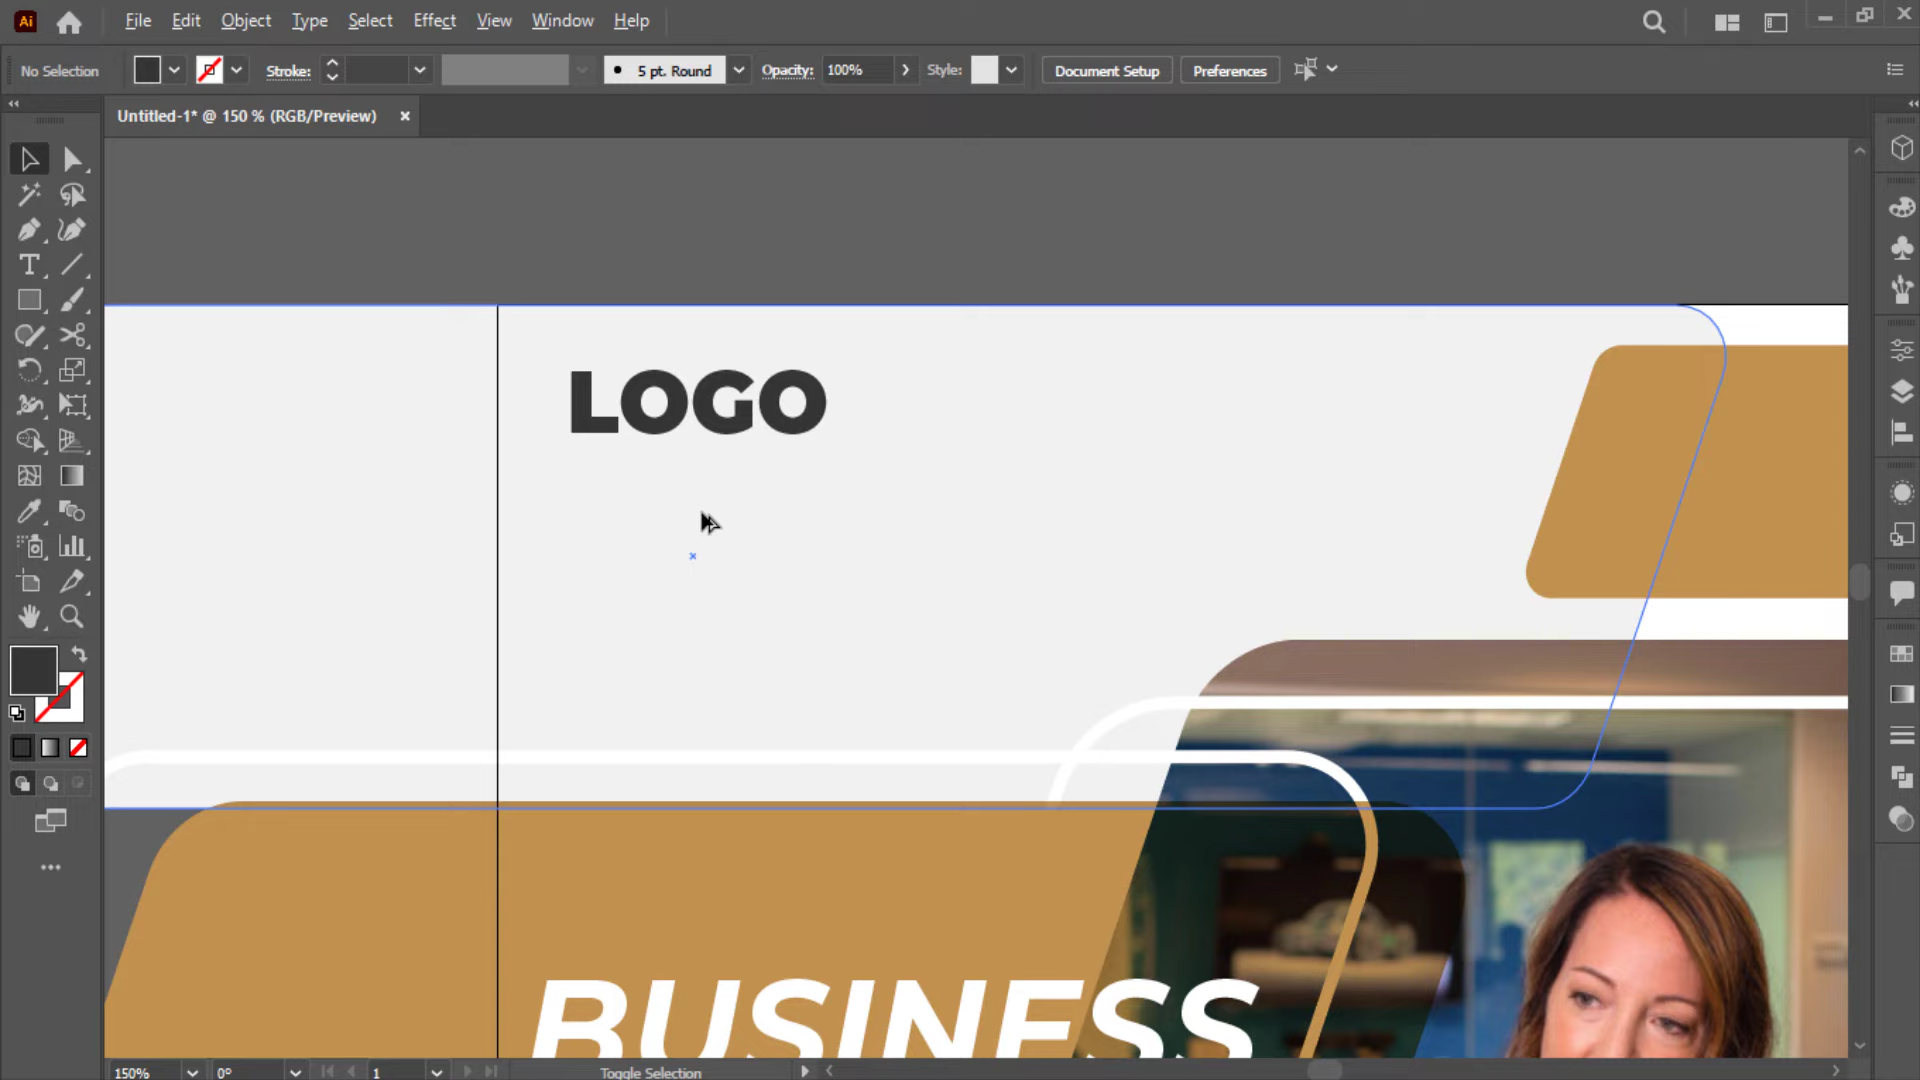 Ai File Edit Object Type Select Effect View Window Help
No Selection Stroke: 5 pt. Round Opacity: 100% Style: Document Setup Preferences
Untitled-1* @ 150 % (RGB/Preview) ×
LOGO
BUSINESS
150% 0° 1 Toggle Selection